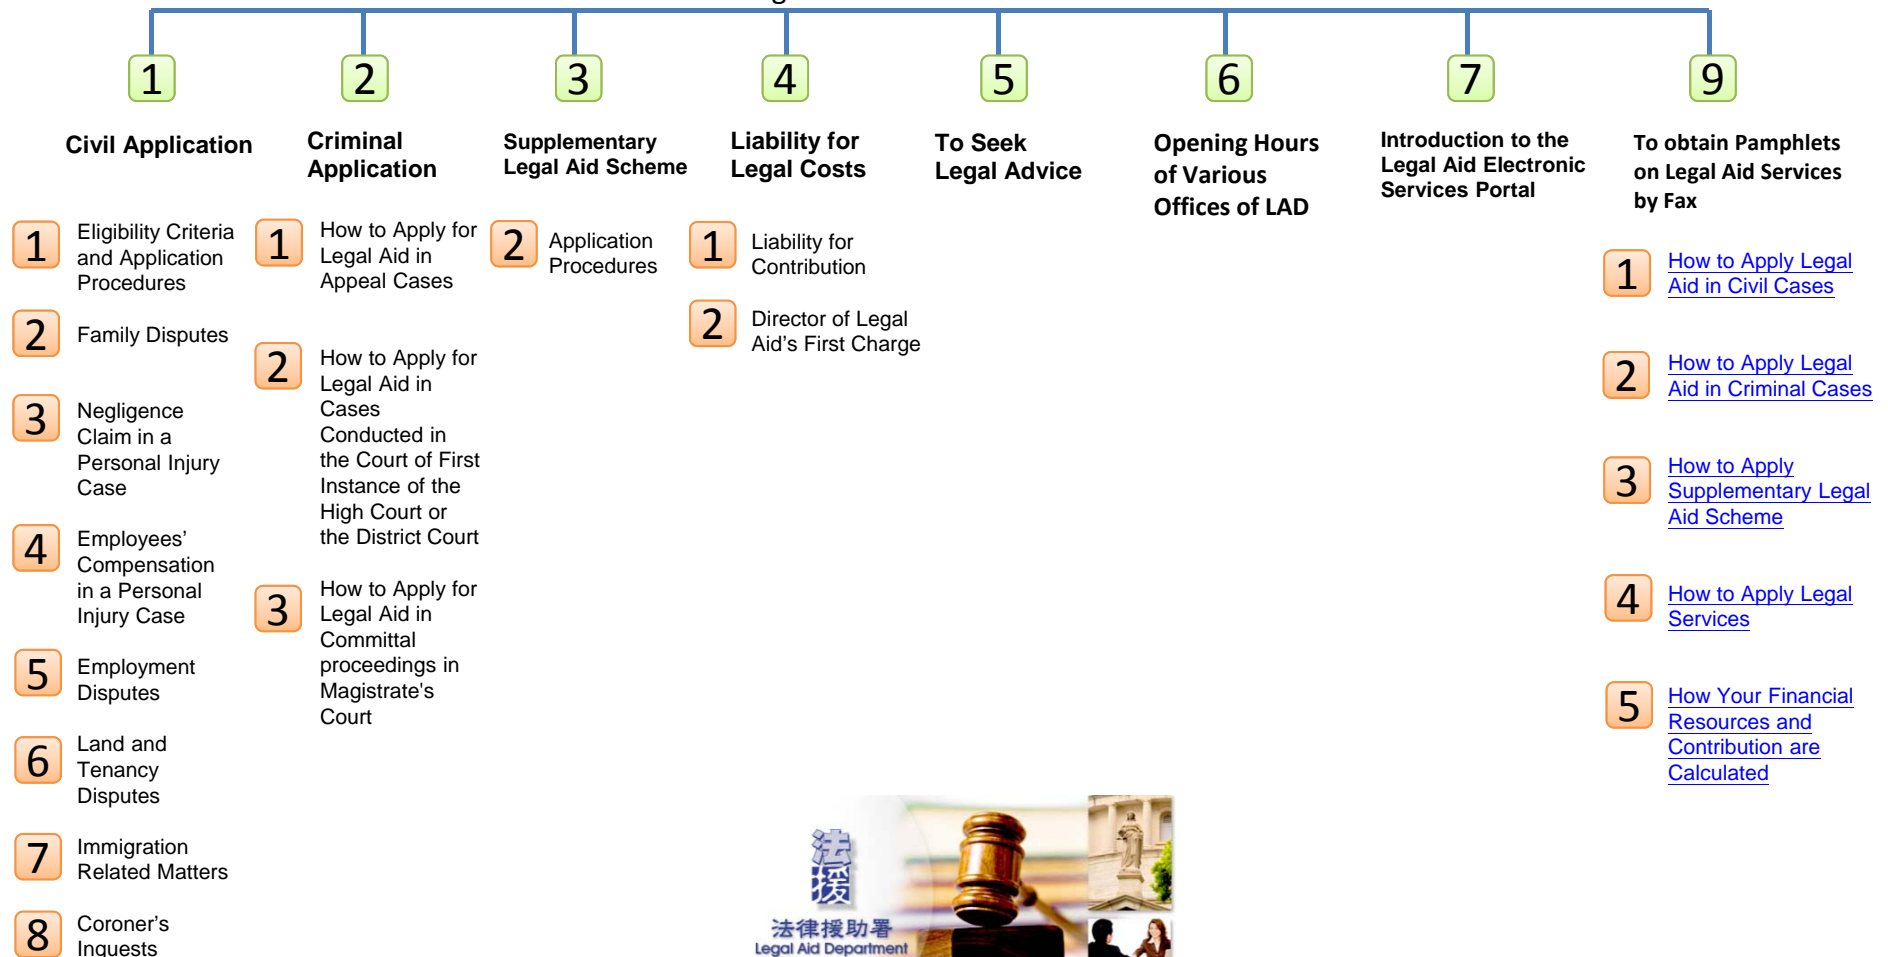 1
2
3
4
5
6
7
9
Civil Application
Criminal
Application
Supplementary
Legal Aid Scheme
Liability for
Legal Costs
To Seek
Legal Advice
Opening Hours
of Various
Offices of LAD
Introduction to the
Legal Aid Electronic
Services Portal
To obtain Pamphlets
on Legal Aid Services
by Fax
1
Eligibility Criteria
and Application
Procedures
2
Family Disputes
3
Negligence
Claim in a
Personal Injury
Case
4
Employees’
Compensation
in a Personal
Injury Case
5
Employment
Disputes
6
Land and
Tenancy
Disputes
7
Immigration
Related Matters
8
Coroner’s
Inquests
1
How to Apply for
Legal Aid in
Appeal Cases
2
How to Apply for
Legal Aid in
Cases
Conducted in
the Court of First
Instance of the
High Court or
the District Court
3
How to Apply for
Legal Aid in
Committal
proceedings in
Magistrate's
Court
2
Application
Procedures
1
Liability for
Contribution
2
Director of Legal
Aid’s First Charge
1
How to Apply Legal
Aid in Civil Cases
2
How to Apply Legal
Aid in Criminal Cases
3
How to Apply
Supplementary Legal
Aid Scheme
4
How to Apply Legal
Services
5
How Your Financial
Resources and
Contribution are
Calculated
法
援
法律援助署
Legal Aid Department